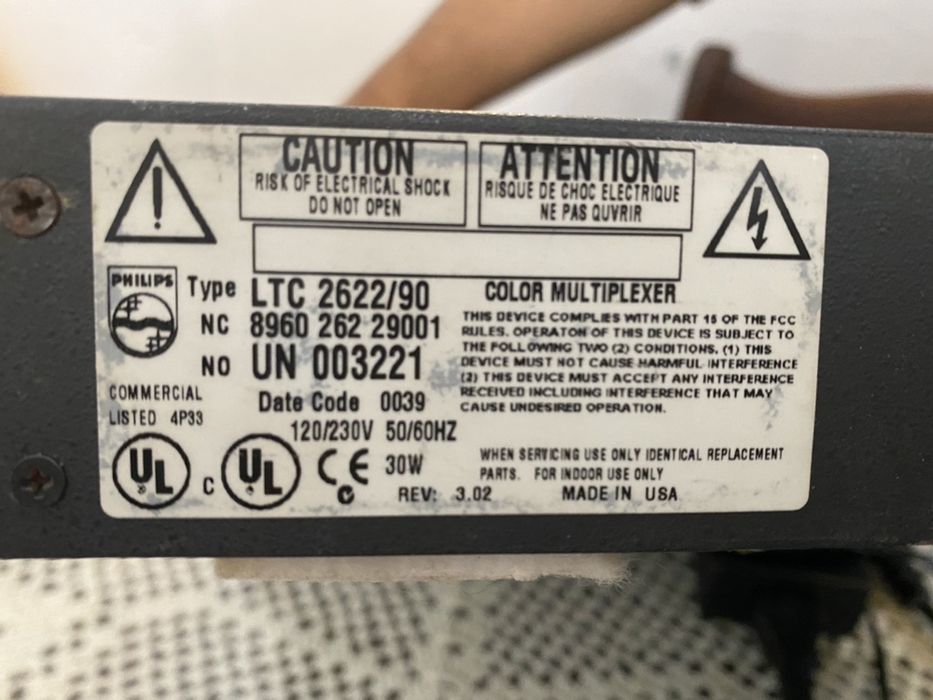 CAUTION
RISK OF ELECTRICAL SHOCK
DO NOT OPEN
ATTENTION
RISQUE DE CHOC ELECTRIQUE
NE PAS QUVRIR
PHILIPS
Type LTC 2622/90
NC 8960 262 29001
NO UN 003221
Date Code 0039
COMMERCIAL
LISTED 4P33
120/230V 50/60HZ
UL C UL CE 30W
REV: 3.02
COLOR MULTIPLEXER
THIS DEVICE COMPLIES WITH PART 15 OF THE FCC
RULES. OPERATON OF THIS DEVICE IS SUBJECT TO
THE FOLLOWING TWO (2) CONDITIONS, (1) THIS
DEVICE MUST NOT CAUSE HARMFUL INTERFERENCE
(2) THIS DEVICE MUST ACCEPT ANY INTERFERENCE
RECEIVED INCLUDING INTERFERENCE THAT MAY
CAUSE UNDESIRED OPERATION.
WHEN SERVICING USE ONLY IDENTICAL REPLACEMENT
PARTS. FOR INDOOR USE ONLY
MADE IN USA